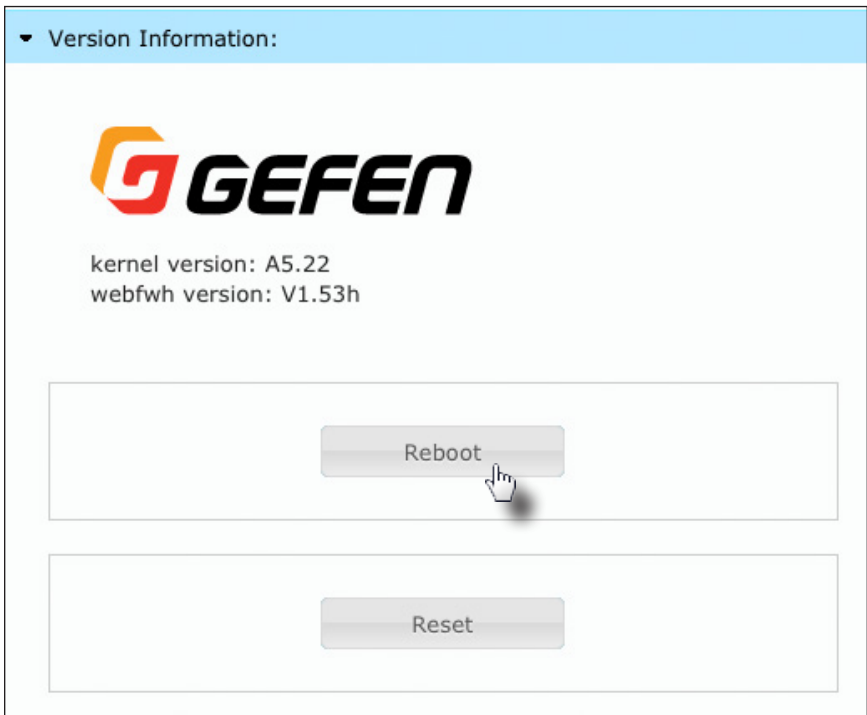 Version Information:
GEFEN
kernel version: A5.22
webfwh version: V1.53h
Reboot
Reset